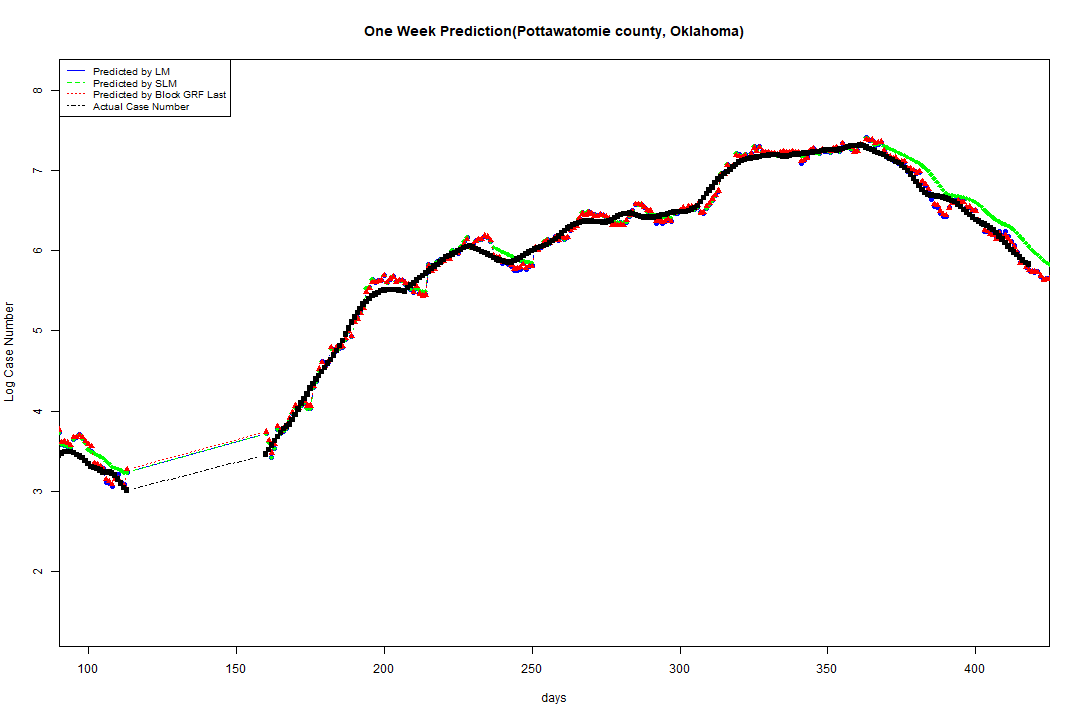 One Week Prediction(Pottawatomie county, Oklahoma)
Predicted by LM
Predicted by SLM
Predicted by Block GRF Last
Actual Case Number
Log Case Number
8
7
6
5
4
3
2
100 150 200 250 300 350 400
days